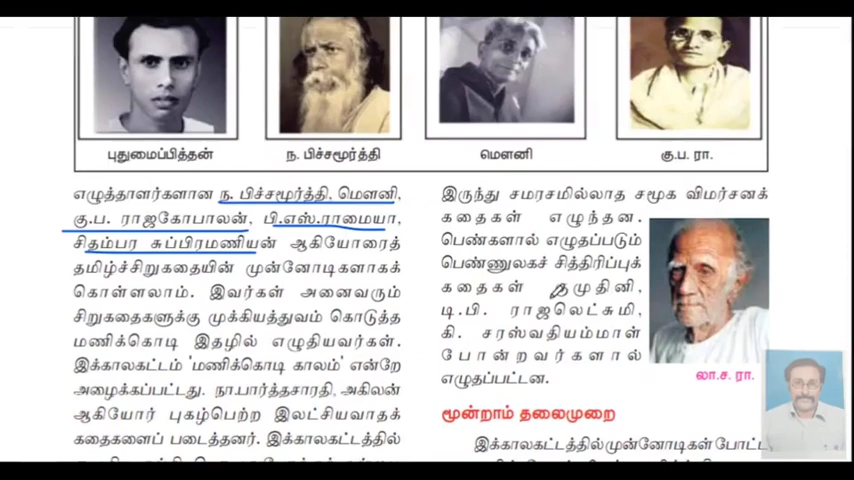 புதுமைப்பித்தன்
ந. பிச்சமூர்த்தி
மௌனி
கு.ப. ரா.
எழுத்தாளர்களான ந. பிச்சமூர்த்தி, மௌனி,
கு.ப. ராஜகோபாலன், பி.எஸ்.ராமையா,
சிதம்பர சுப்பிரமணியன் ஆகியோரைத்
தமிழ்ச்சிறுகதையின் முன்னோடிகளாகக்
கொள்ளலாம். இவர்கள் அனைவரும்
சிறுகதைகளுக்கு முக்கியத்துவம் கொடுத்த
மணிக்கொடி இதழில் எழுதியவர்கள்.
இக்காலகட்டம் 'மணிக்கொடி காலம்' என்றே
அழைக்கப்பட்டது. நா.பார்த்தசாரதி, அகிலன்
ஆகியோர் புகழ்பெற்ற இலட்சியவாதக்
கதைகளைப் படைத்தனர். இக்காலகட்டத்தில்
இருந்து சமரசமில்லாத சமூக விமர்சனக்
கதைகள் எழுந்தன.
பெண்களால் எழுதப்படும்
பெண்ணுலகச் சித்திரிப்புக்
கதைகள் குமுதினி,
டி.பி. ராஜலெட்சுமி,
கி. சரஸ்வதியம்மாள்
போன்றவர்களால்
எழுதப்பட்டன.
லா.ச. ரா.
மூன்றாம் தலைமுறை
இக்காலகட்டத்தில் முன்னோடிகள் போட்ட